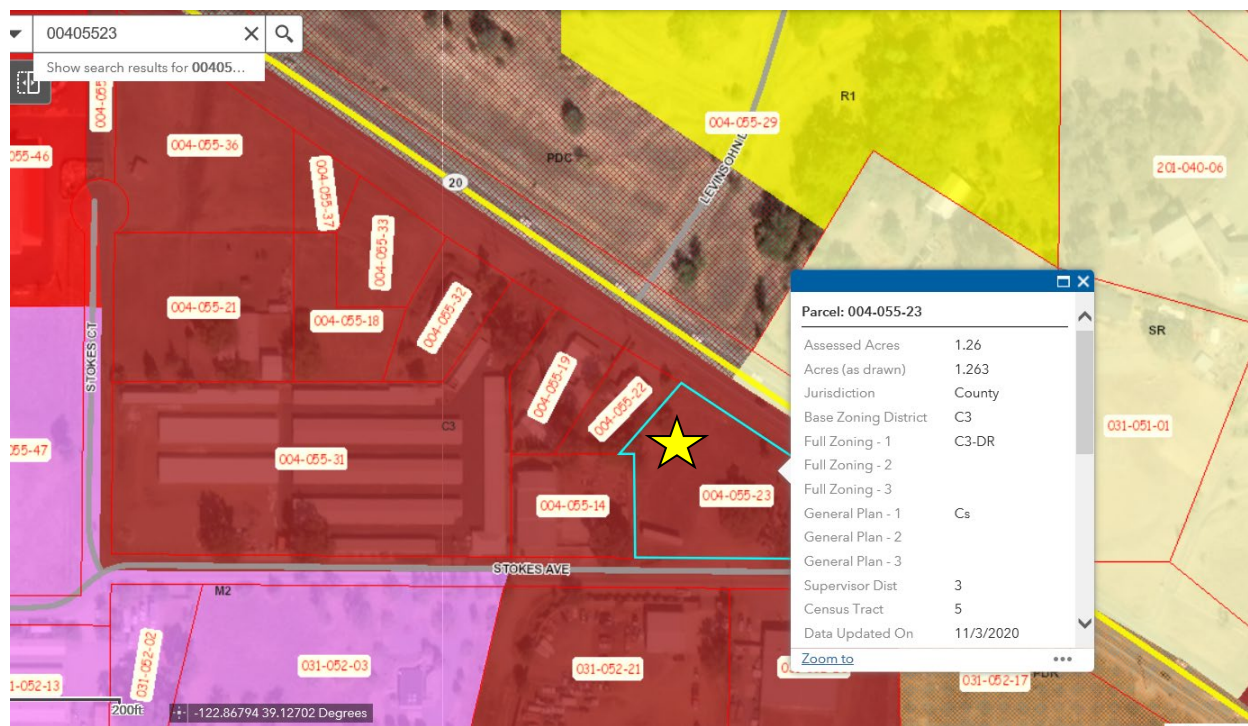 00405523
Show search results for 00405...
004-055
004-055-36
055-46
004-055-37
20
PDC
004-055-29
LEVINSOHN
R1
201-040-06
004-055-33
004-055-21
004-055-18
004-055-32
STOKES CT
004-055-19
004-055-22
C3
055-47
004-055-31
004-055-14
004-055-23
STOKES AVE
SR
031-051-01
Parcel: 004-055-23
Assessed Acres 1.26
Acres (as drawn) 1.263
Jurisdiction County
Base Zoning District C3
Full Zoning - 1 C3-DR
Full Zoning - 2
Full Zoning - 3
General Plan - 1 Cs
General Plan - 2
General Plan - 3
Supervisor Dist 3
Census Tract 5
Data Updated On 11/3/2020
Zoom to
M2
031-052-02
031-052-03
031-052-21
031-052-17
PDR
1-052-13
200ft
-122.86794 39.12702 Degrees